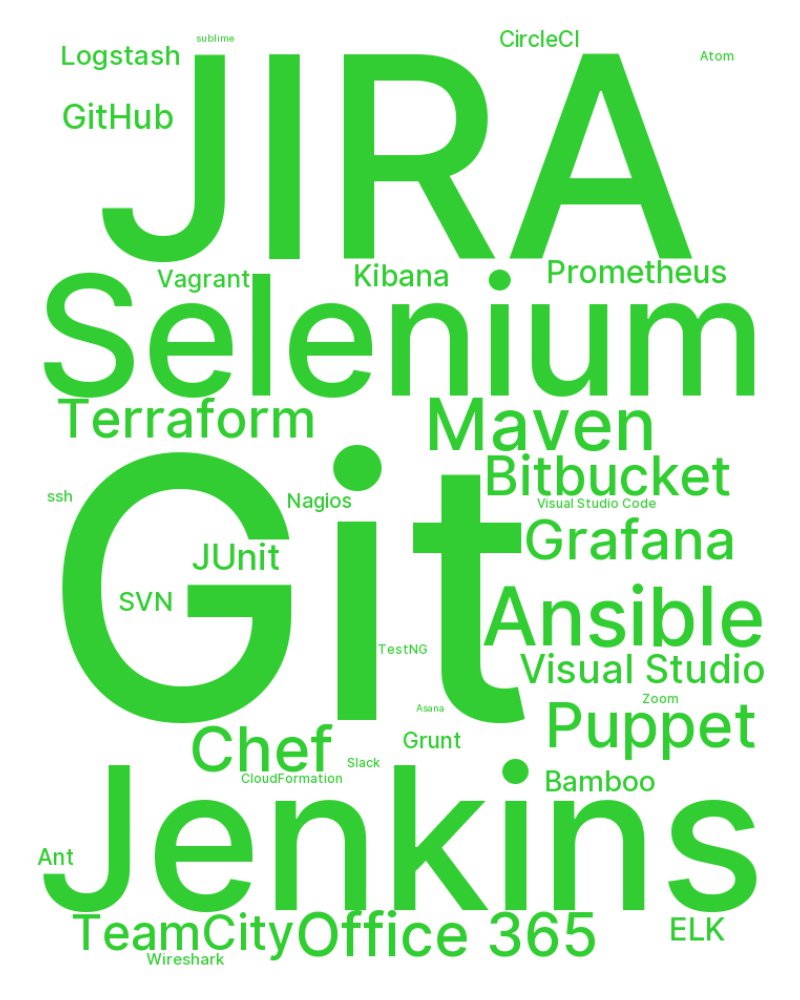 sublime
CircleCI
Logstash
Atom
GitHub
JIRA
Vagrant
Kibana
Prometheus
Selenium
Terraform
Maven
Bitbucket
ssh
Nagios
Visual Studio Code
Git
Grafana
JUnit
SVN
Ansible
TestNG
Visual Studio
Zoom
Asana
Puppet
Chef
Grunt
Slack
CloudFormation
Bamboo
Jenkins
Ant
TeamCity
Office 365
ELK
Wireshark